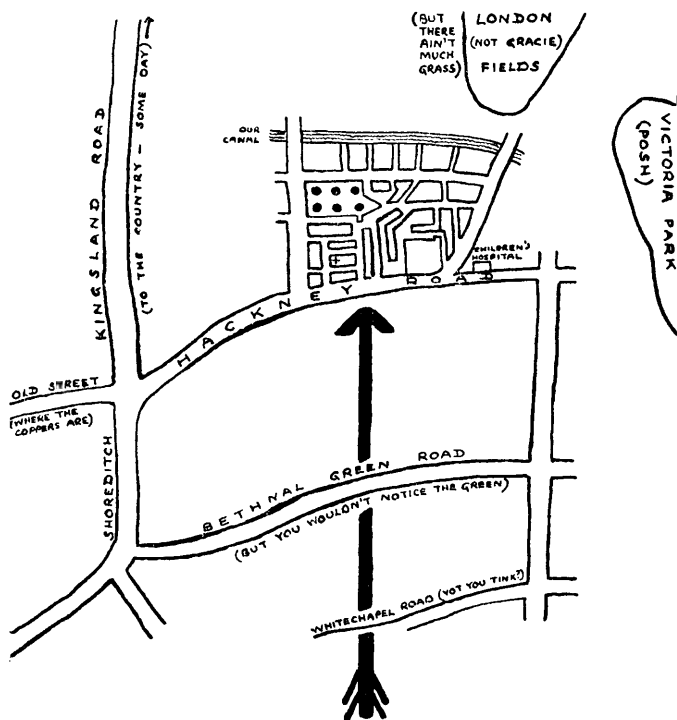 (BUT
THERE
AIN'T
MUCH
GRASS)
LONDON
(NOT GRACIE)
FIELDS
KINGSLAND ROAD
(TO THE COUNTRY — SOME DAY)
OUR
CANAL
VICTORIA PARK
(POSH)
CHILDREN'S
HOSPITAL
HACKNEY ROAD
OLD STREET
(WHERE THE
COPPERS ARE)
SHOREDITCH
BETHNAL GREEN ROAD
(BUT YOU WOULDN'T NOTICE THE GREEN)
WHITECHAPEL ROAD (VOT YOU TINK?)